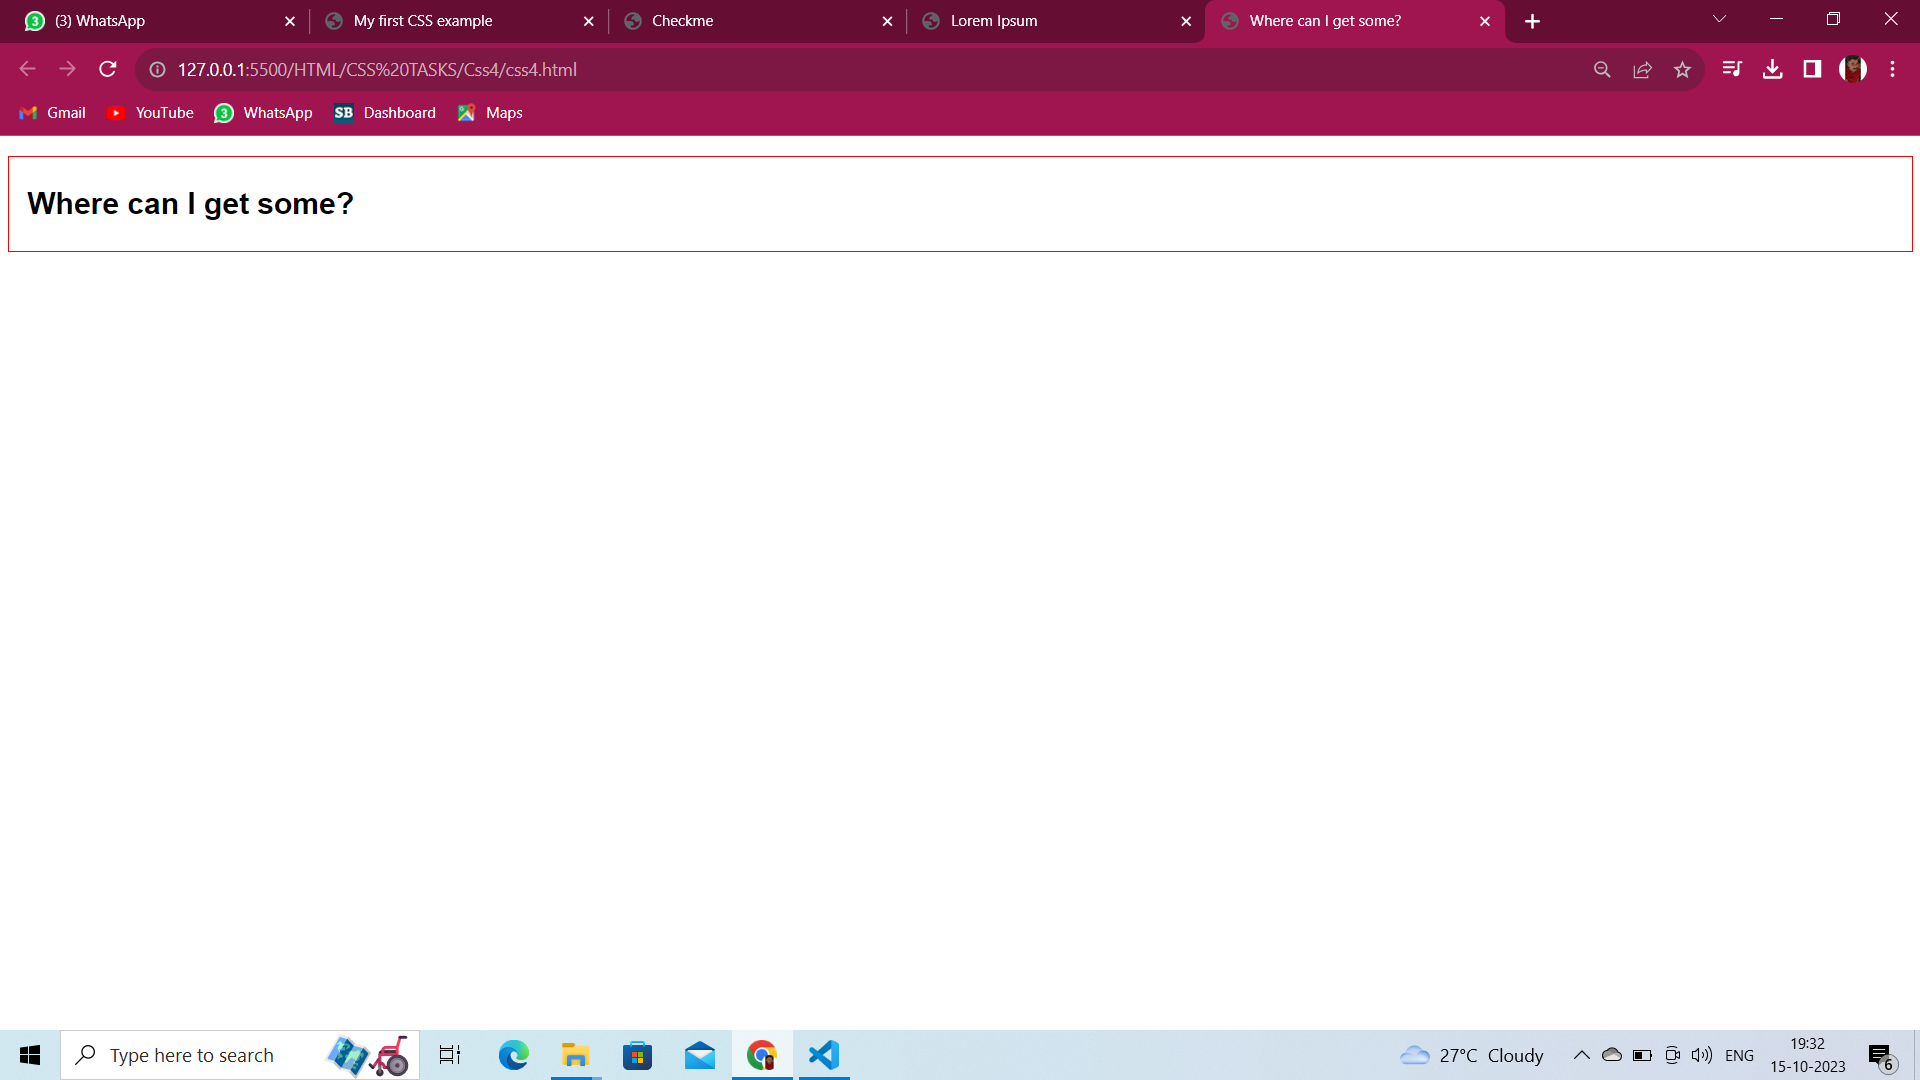 3 (3) WhatsApp
My first CSS example
Checkme
Lorem Ipsum
Where can I get some?
127.0.0.1:5500/HTML/CSS%20TASKS/Css4/css4.html
Gmail
YouTube
3 WhatsApp
SB Dashboard
Maps
Where can I get some?
Type here to search
27°C Cloudy
ENG
19:32
15-10-2023
6